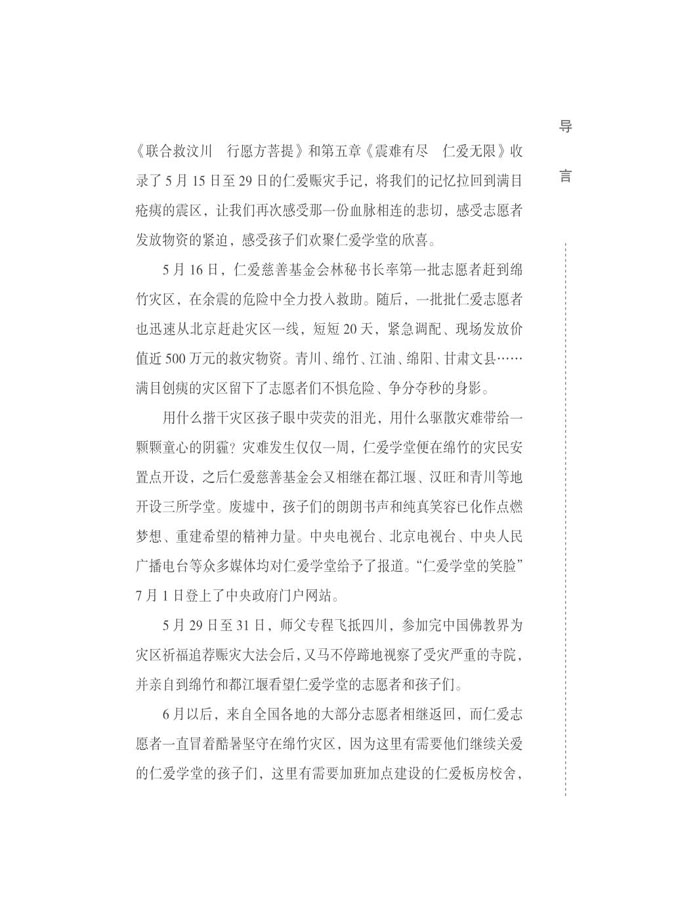 导言
《联合救汶川　行愿方菩提》和第五章《震难有尽　仁爱无限》收
录了 5 月 15 日至 29 日的仁爱赈灾手记，将我们的记忆拉回到满目
疮痍的震区，让我们再次感受那一份血脉相连的悲切，感受志愿者
发放物资的紧迫，感受孩子们欢聚仁爱学堂的欣喜。
5 月 16 日，仁爱慈善基金会林秘书长率第一批志愿者赶到绵
竹灾区，在余震的危险中全力投入救助。随后，一批批仁爱志愿者
也迅速从北京赶赴灾区一线，短短 20 天，紧急调配、现场发放价
值近 500 万元的救灾物资。青川、绵竹、江油、绵阳、甘肃文县……
满目创痍的灾区留下了志愿者们不惧危险、争分夺秒的身影。
用什么揩干灾区孩子眼中荧荧的泪光，用什么驱散灾难带给一
颗颗童心的阴霾？灾难发生仅仅一周，仁爱学堂便在绵竹的灾民安
置点开设，之后仁爱慈善基金会又相继在都江堰、汉旺和青川等地
开设三所学堂。废墟中，孩子们的朗朗书声和纯真笑容已化作点燃
梦想、重建希望的精神力量。中央电视台、北京电视台、中央人民
广播电台等众多媒体均对仁爱学堂给予了报道。“仁爱学堂的笑脸”
7 月 1 日登上了中央政府门户网站。
5 月 29 日至 31 日，师父专程飞抵四川，参加完中国佛教界为
灾区祈福追荐赈灾大法会后，又马不停蹄地视察了受灾严重的寺院，
并亲自到绵竹和都江堰看望仁爱学堂的志愿者和孩子们。
6 月以后，来自全国各地的大部分志愿者相继返回，而仁爱志
愿者一直冒着酷暑坚守在绵竹灾区，因为这里有需要他们继续关爱
的仁爱学堂的孩子们，这里有需要加班加点建设的仁爱板房校舍，